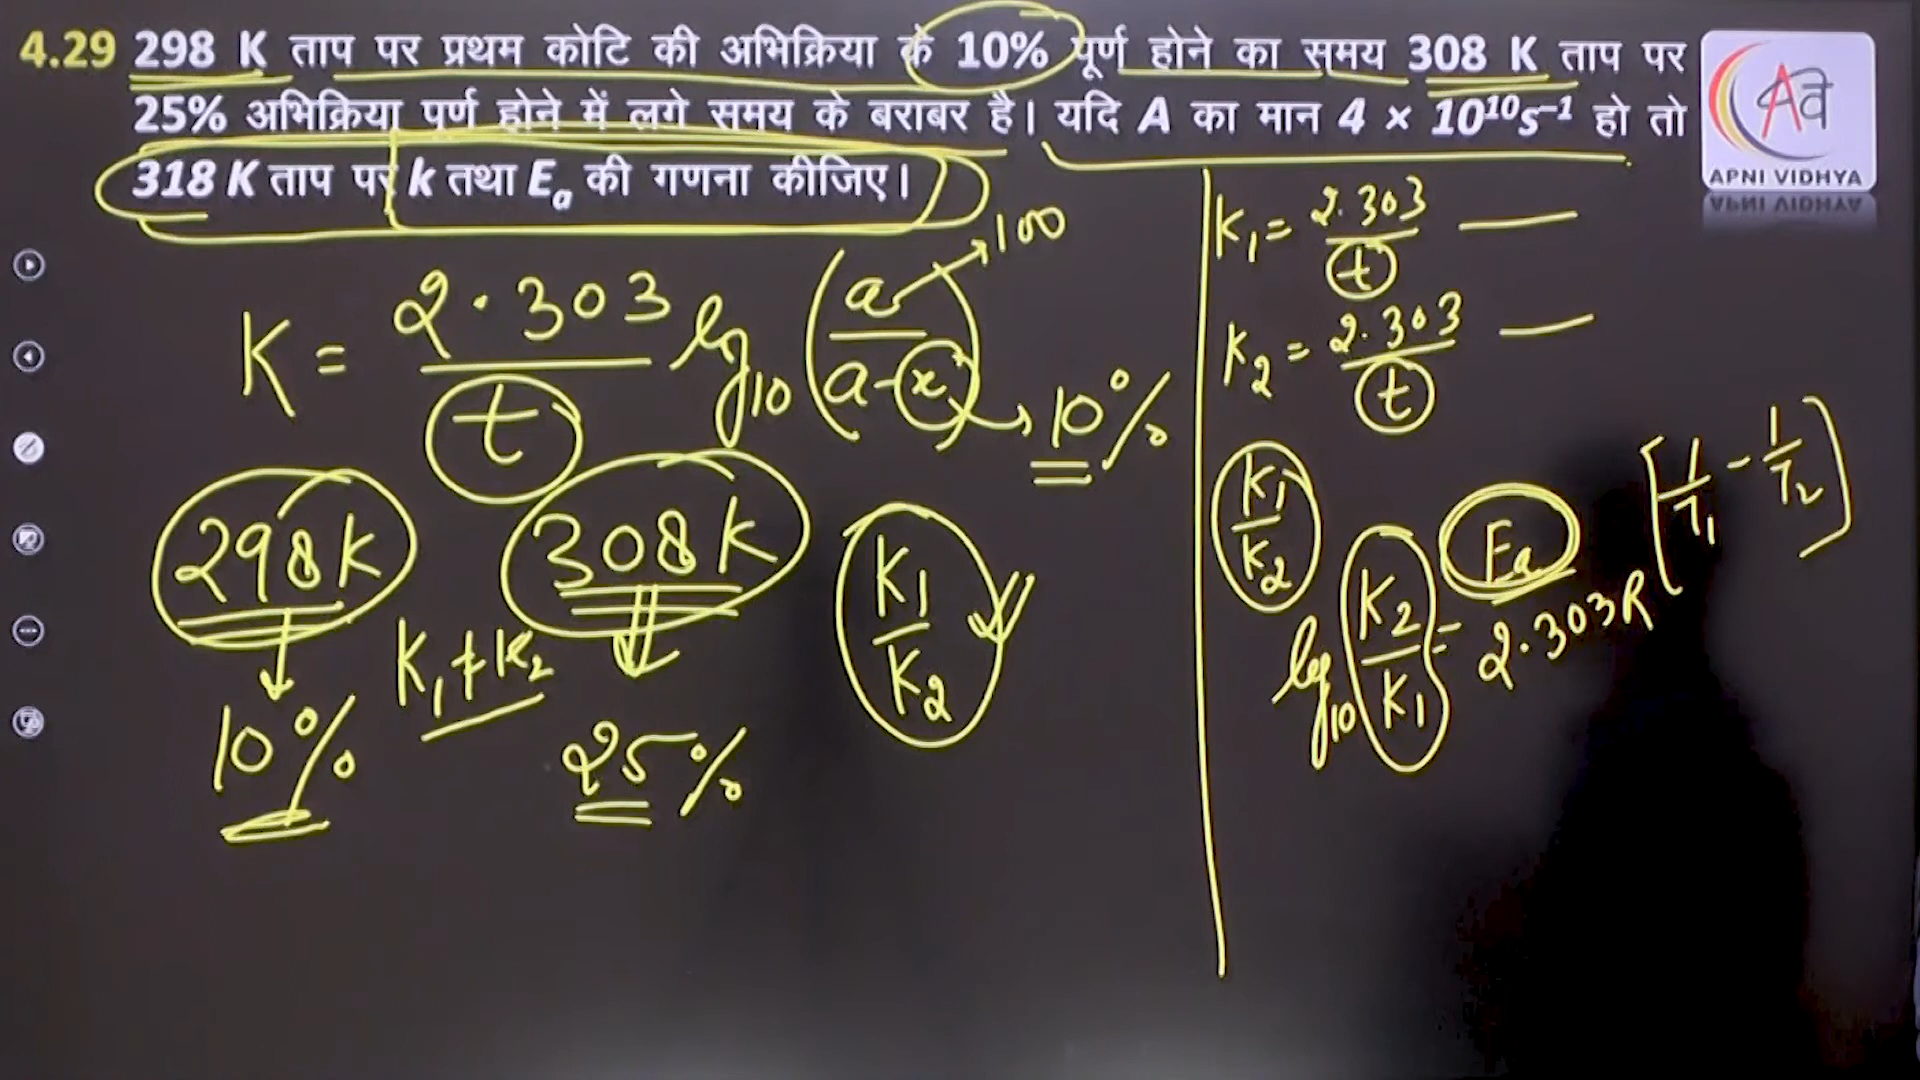 4.29 298 K ताप पर प्रथम कोटि की अभिक्रिया के 10% पूर्ण होने का समय 308 K ताप पर
25% अभिक्रिया पूर्ण होने में लगे समय के बराबर है। यदि A का मान 4 × 10¹⁰s⁻¹ हो तो
318 K ताप पर k तथा Eₐ की गणना कीजिए।
APNI VIDHYA
K = 2.303/t log₁₀ (a/a-x)
100
10%
298K
308K
10%
K₁ ≠ K₂
25%
K₁/K₂
K₁ = 2.303/t
K₂ = 2.303/t
K₁/K₂
log₁₀ K₂/K₁ = Ea/2.303R [1/T₁ - 1/T₂]